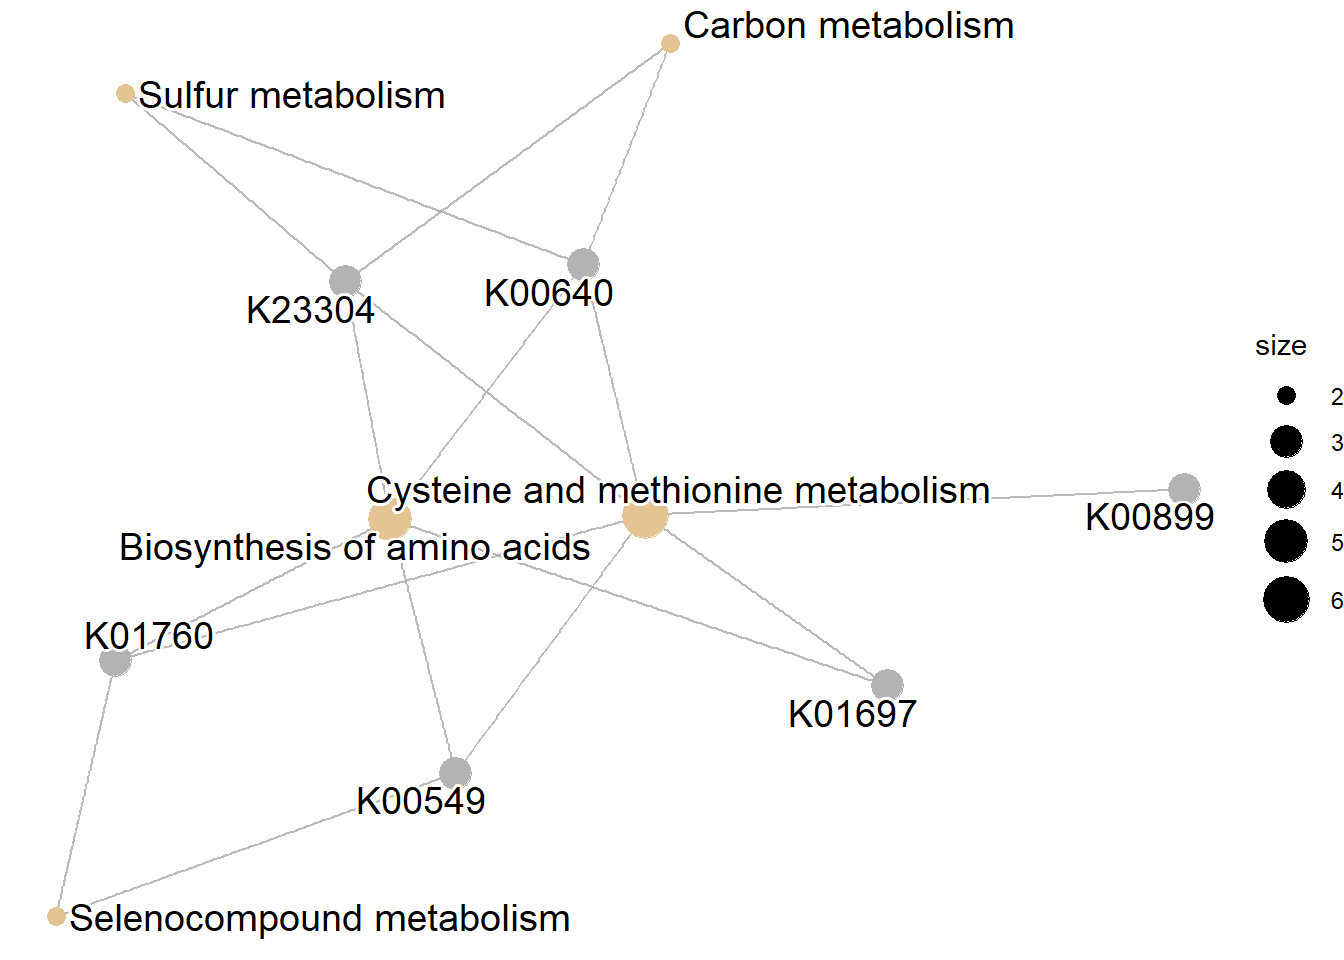 Carbon metabolism
Sulfur metabolism
K23304
K00640
size
2
3
4
5
6
Cysteine and methionine metabolism
K00899
Biosynthesis of amino acids
K01760
K01697
K00549
Selenocompound metabolism